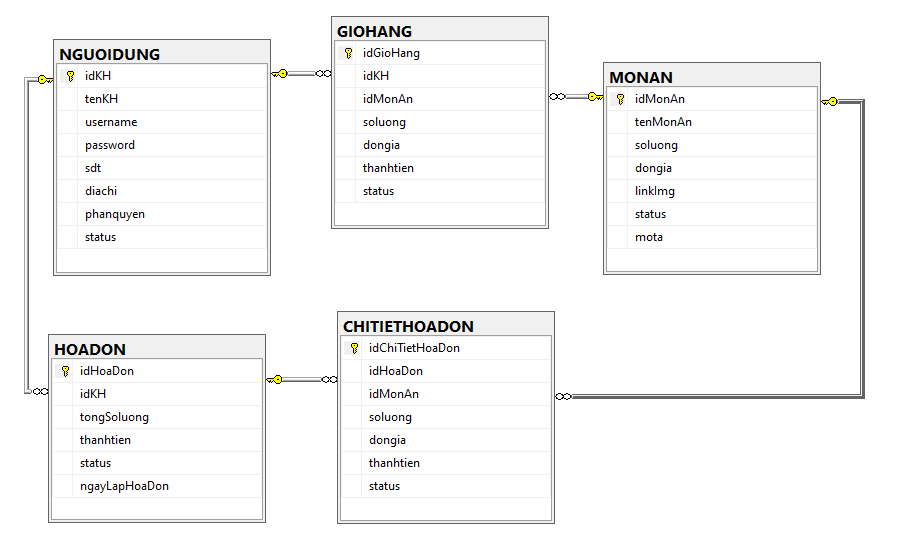 NGUOIDUNG
idKH
tenKH
username
password
sdt
diachi
phanquyen
status
GIOHANG
idGioHang
idKH
idMonAn
soluong
dongia
thanhtien
status
MONAN
idMonAn
tenMonAn
soluong
dongia
linkImg
status
mota
HOADON
idHoaDon
idKH
tongSoluong
thanhtien
status
ngayLapHoaDon
CHITIETHOADON
idChiTietHoaDon
idHoaDon
idMonAn
soluong
dongia
thanhtien
status